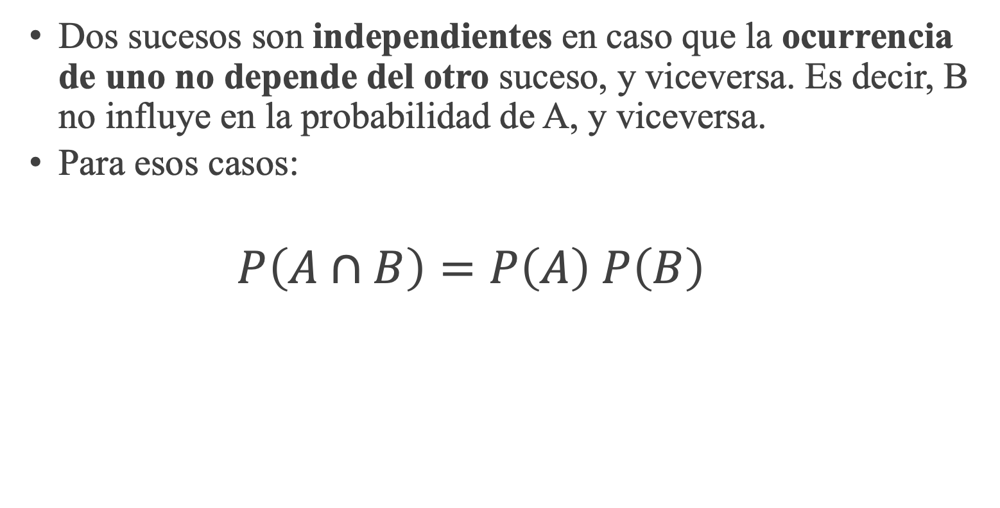 • Dos sucesos son independientes en caso que la ocurrencia
de uno no depende del otro suceso, y viceversa. Es decir, B
no influye en la probabilidad de A, y viceversa.
• Para esos casos:
P(A ∩ B) = P(A) P(B)